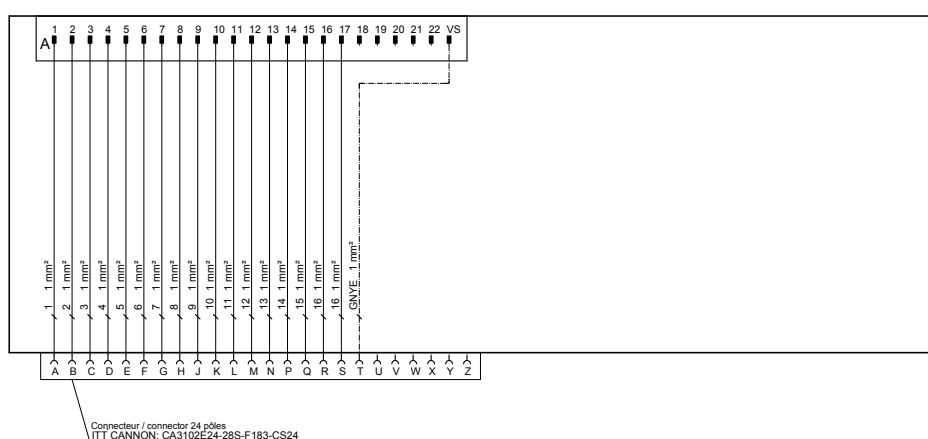 1 2 3 4 5 6 7 8 9 10 11 12 13 14 15 16 17 18 19 20 21 22 VS
A
1 1 mm²
2 1 mm²
3 1 mm²
4 1 mm²
5 1 mm²
6 1 mm²
7 1 mm²
8 1 mm²
9 1 mm²
10 1 mm²
11 1 mm²
12 1 mm²
13 1 mm²
14 1 mm²
15 1 mm²
16 1 mm²
16 1 mm²
GNYE 1 mm²
A B C D E F G H J K L M N P Q R S T U V W X Y Z
Connecteur / connector 24 pôles
ITT CANNON: CA3102E24-28S-F183-CS24